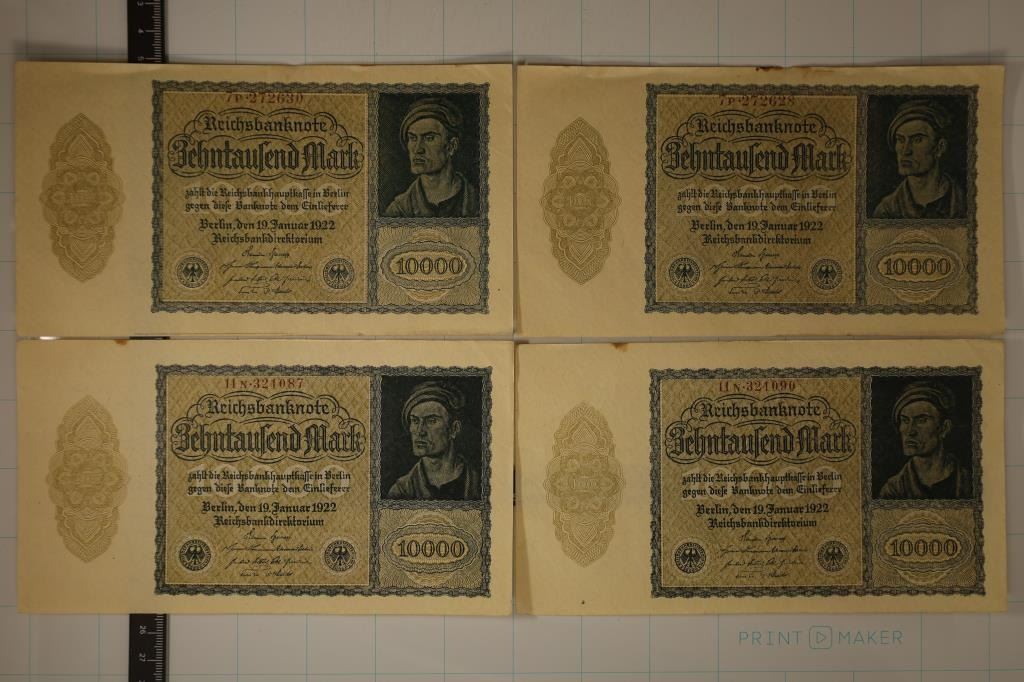 7P·272630
Reichsbanknote
Zehntausend Mark
zahlt die Reichsbankhauptkasse in Berlin
gegen diese Banknote dem Einlieferer
Berlin, den 19. Januar 1922
Reichsbankdirektorium
10000
7P·272628
Reichsbanknote
Zehntausend Mark
zahlt die Reichsbankhauptkasse in Berlin
gegen diese Banknote dem Einlieferer
Berlin, den 19. Januar 1922
Reichsbankdirektorium
10000
11N·321087
Reichsbanknote
Zehntausend Mark
zahlt die Reichsbankhauptkasse in Berlin
gegen diese Banknote dem Einlieferer
Berlin, den 19. Januar 1922
Reichsbankdirektorium
10000
11N·321090
Reichsbanknote
Zehntausend Mark
zahlt die Reichsbankhauptkasse in Berlin
gegen diese Banknote dem Einlieferer
Berlin, den 19. Januar 1922
Reichsbankdirektorium
10000
26
27
PRINT MAKER